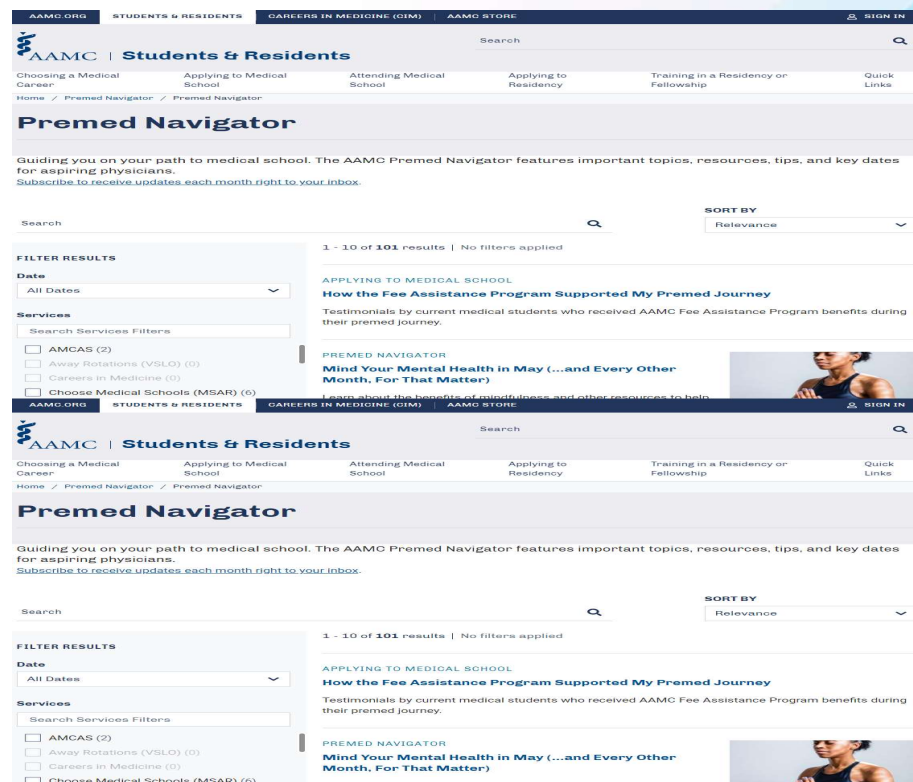 AAMC.ORG STUDENTS & RESIDENTS CAREERS IN MEDICINE (CIM) AAMC STORE SIGN IN
Search
AAMC | Students & Residents
Choosing a Medical Career Applying to Medical School Attending Medical School Applying to Residency Training in a Residency or Fellowship Quick Links
Home / Premed Navigator / Premed Navigator
Premed Navigator
Guiding you on your path to medical school. The AAMC Premed Navigator features important topics, resources, tips, and key dates
for aspiring physicians.
Subscribe to receive updates each month right to your inbox.
SORT BY
Search
Relevance
1 - 10 of 101 results | No filters applied
FILTER RESULTS
Date
All Dates
Services
Search Services Filters
AMCAS (2)
Away Rotations (VSLO) (0)
Careers in Medicine (0)
Choose Medical Schools (MSAR) (6)
APPLYING TO MEDICAL SCHOOL
How the Fee Assistance Program Supported My Premed Journey
Testimonials by current medical students who received AAMC Fee Assistance Program benefits during
their premed journey.
PREMED NAVIGATOR
Mind Your Mental Health in May (...and Every Other
Month, For That Matter)
Learn about the benefits of mindfulness and other resources to help
AAMC.ORG STUDENTS & RESIDENTS CAREERS IN MEDICINE (CIM) AAMC STORE SIGN IN
Search
AAMC | Students & Residents
Choosing a Medical Career Applying to Medical School Attending Medical School Applying to Residency Training in a Residency or Fellowship Quick Links
Home / Premed Navigator / Premed Navigator
Premed Navigator
Guiding you on your path to medical school. The AAMC Premed Navigator features important topics, resources, tips, and key dates
for aspiring physicians.
Subscribe to receive updates each month right to your inbox.
SORT BY
Search
Relevance
1 - 10 of 101 results | No filters applied
FILTER RESULTS
Date
All Dates
Services
Search Services Filters
AMCAS (2)
Away Rotations (VSLO) (0)
Careers in Medicine (0)
Choose Medical Schools (MSAR) (6)
APPLYING TO MEDICAL SCHOOL
How the Fee Assistance Program Supported My Premed Journey
Testimonials by current medical students who received AAMC Fee Assistance Program benefits during
their premed journey.
PREMED NAVIGATOR
Mind Your Mental Health in May (...and Every Other
Month, For That Matter)